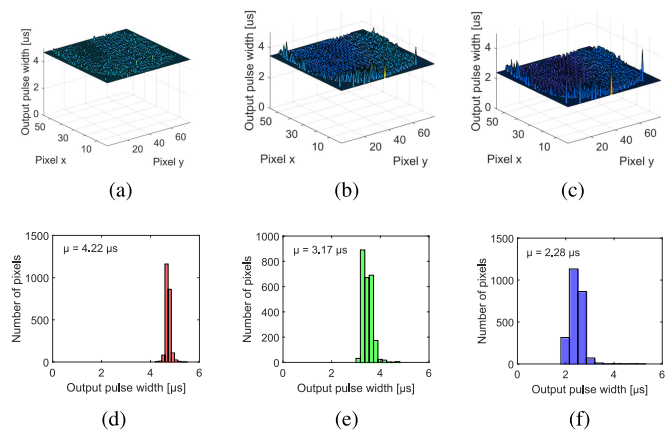 Output pulse width [us]
4
2
0
50
30
10
Pixel x
20
40
60
Pixel y
(a)
Output pulse width [us]
4
2
0
50
30
10
Pixel x
20
40
60
Pixel y
(b)
Output pulse width [us]
4
2
0
50
30
10
Pixel x
20
40
60
Pixel y
(c)
1500
1000
500
0
0
2
4
6
Number of pixels
μ = 4.22 μs
Output pulse width [μs]
(d)
1000
800
600
400
200
0
0
2
4
6
Number of pixels
μ = 3.17 μs
Output pulse width [μs]
(e)
1500
1000
500
0
0
2
4
6
Number of pixels
μ = 2.28 μs
Output pulse width [μs]
(f)